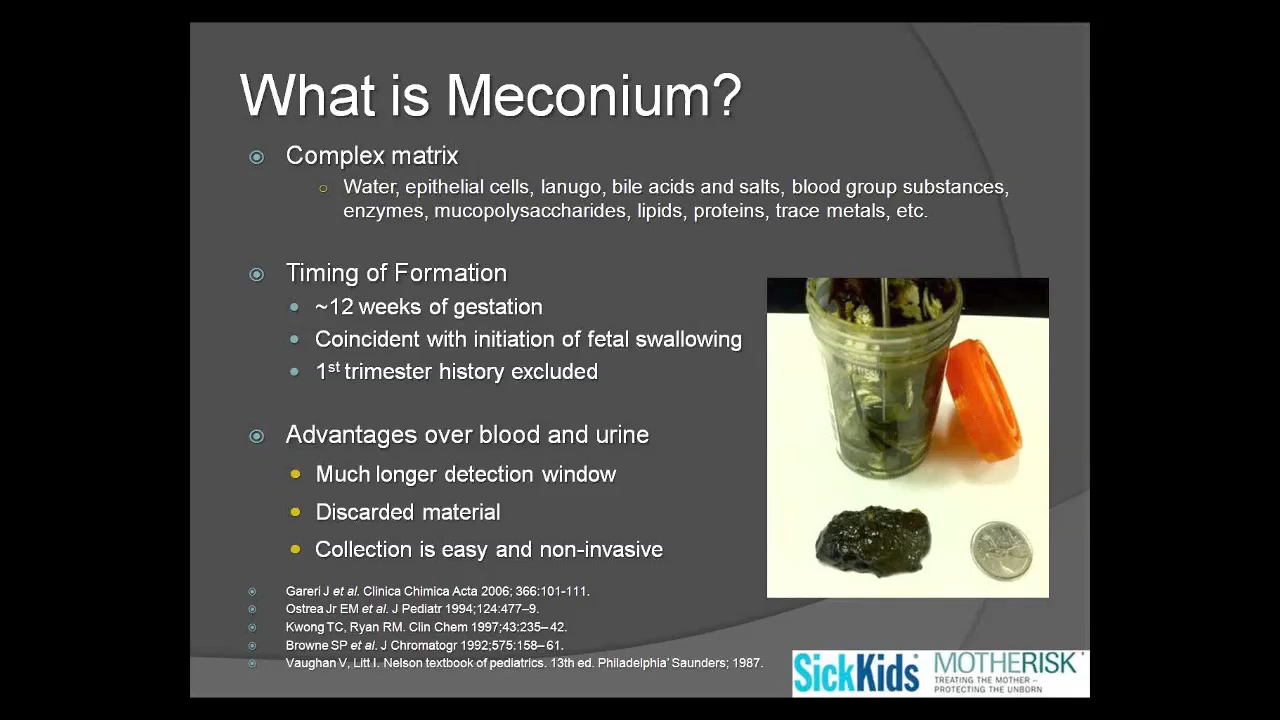 What is Meconium?
Complex matrix
Water, epithelial cells, lanugo, bile acids and salts, blood group substances,
enzymes, mucopolysaccharides, lipids, proteins, trace metals, etc.
Timing of Formation
~12 weeks of gestation
Coincident with initiation of fetal swallowing
1st trimester history excluded
Advantages over blood and urine
Much longer detection window
Discarded material
Collection is easy and non-invasive
Gareri J et al. Clinica Chimica Acta 2006; 366:101-111.
Ostrea Jr EM et al. J Pediatr 1994;124:477–9.
Kwong TC, Ryan RM. Clin Chem 1997;43:235–42.
Browne SP et al. J Chromatogr 1992;575:158–61.
Vaughan V, Litt I. Nelson textbook of pediatrics. 13th ed. Philadelphia' Saunders; 1987.
SickKids
MOTHERISK
TREATING THE MOTHER –
PROTECTING THE UNBORN